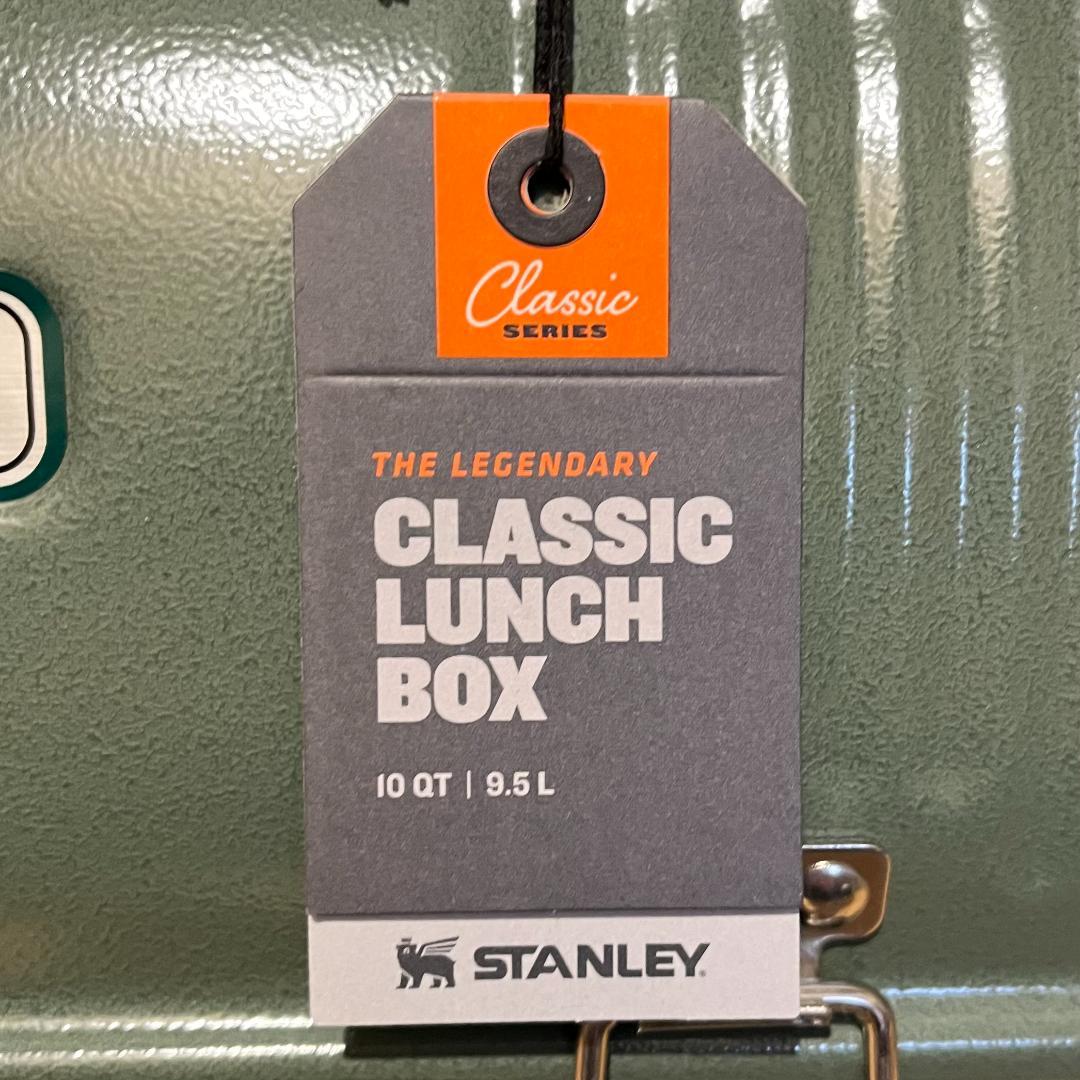 Classic
SERIES
THE LEGENDARY
CLASSIC
LUNCH
BOX
10 QT | 9.5 L
STANLEY